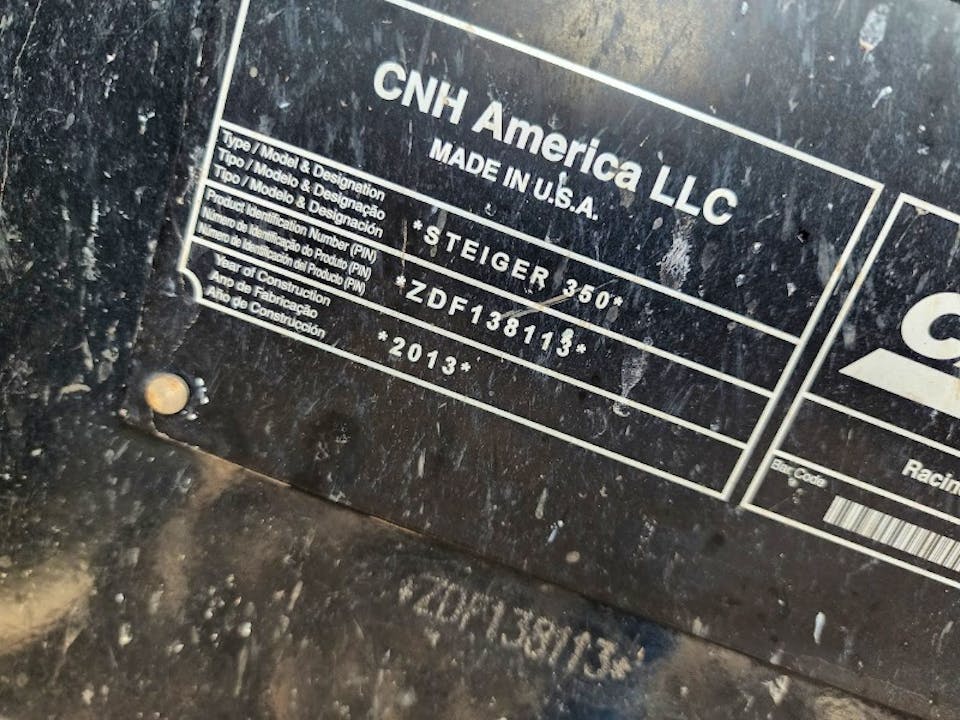 CNH America LLC
MADE IN U.S.A.
Type / Model & Designation
Tipo / Modelo & Designação
Tipo / Modelo & Designación
*STEIGER 350*
Product Identification Number (PIN)
Número de Identificação do Produto (PIN)
Número de Identificación del Producto (PIN)
*ZDF138113*
Year of Construction
Ano de Fabricação
Año de Construcción
*2013*
Racin
Bar Code
*ZDF138113*